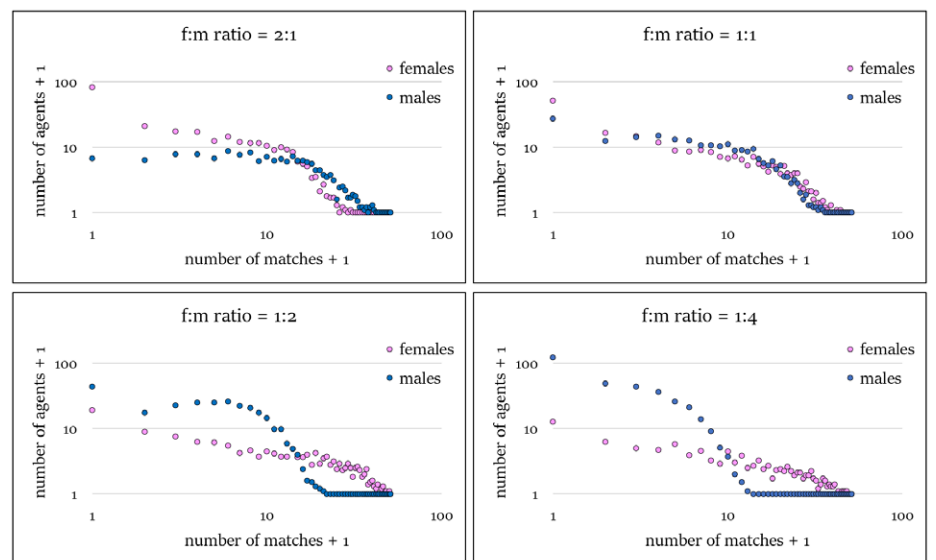 f:m ratio = 2:1
females
males
number of agents + 1
100
10
1
1
10
100
number of matches + 1
f:m ratio = 1:1
females
males
number of agents + 1
100
10
1
1
10
100
number of matches + 1
f:m ratio = 1:2
females
males
number of agents + 1
100
10
1
1
10
100
number of matches + 1
f:m ratio = 1:4
females
males
number of agents + 1
100
10
1
1
10
100
number of matches + 1